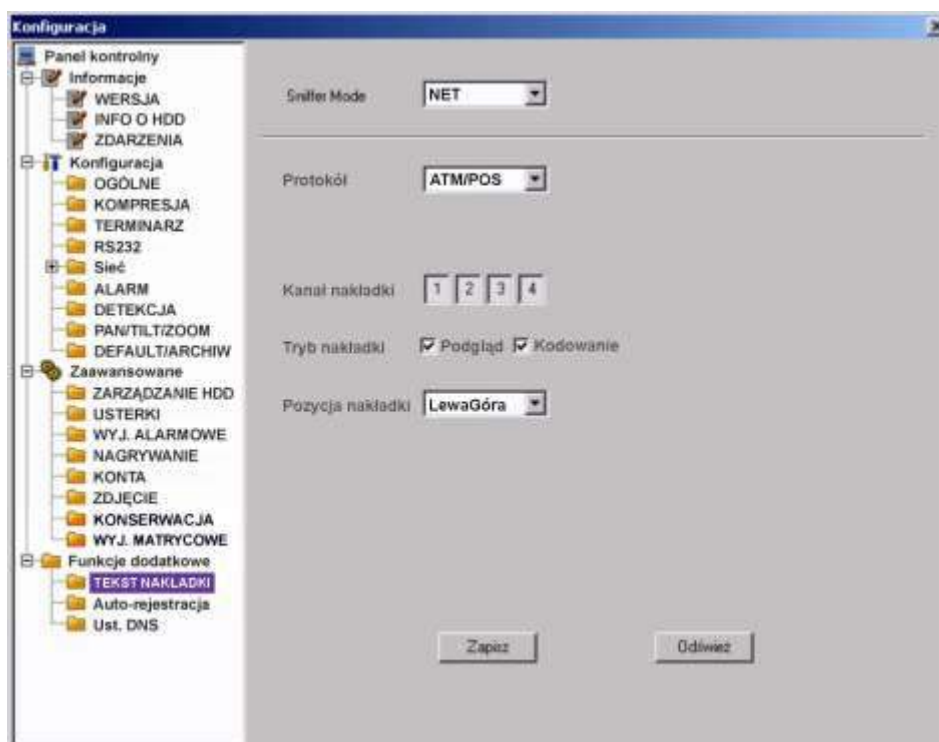 Konfiguracja
Panel kontrolny
Informacje
WERSJA
INFO O HDD
ZDARZENIA
Konfiguracja
OGÓLNE
KOMPRESJA
TERMINARZ
RS232
Sieć
ALARM
DETEKCJA
PAN/TILT/ZOOM
DEFAULT/ARCHIW
Zaawansowane
ZARZĄDZANIE HDD
USTERKI
WYJ. ALARMOWE
NAGRYWANIE
KONTA
ZDJĘCIE
KONSERWACJA
WYJ. MATRYCOWE
Funkcje dodatkowe
TEKST NAKLADKI
Auto-rejestracja
Ust. DNS
Sniffer Mode NET
Protokół ATM/POS
Kanał nakładki 1 2 3 4
Tryb nakładki Podgląd Kodowanie
Pozycja nakładki LewaGóra
Zapisz Odśwież